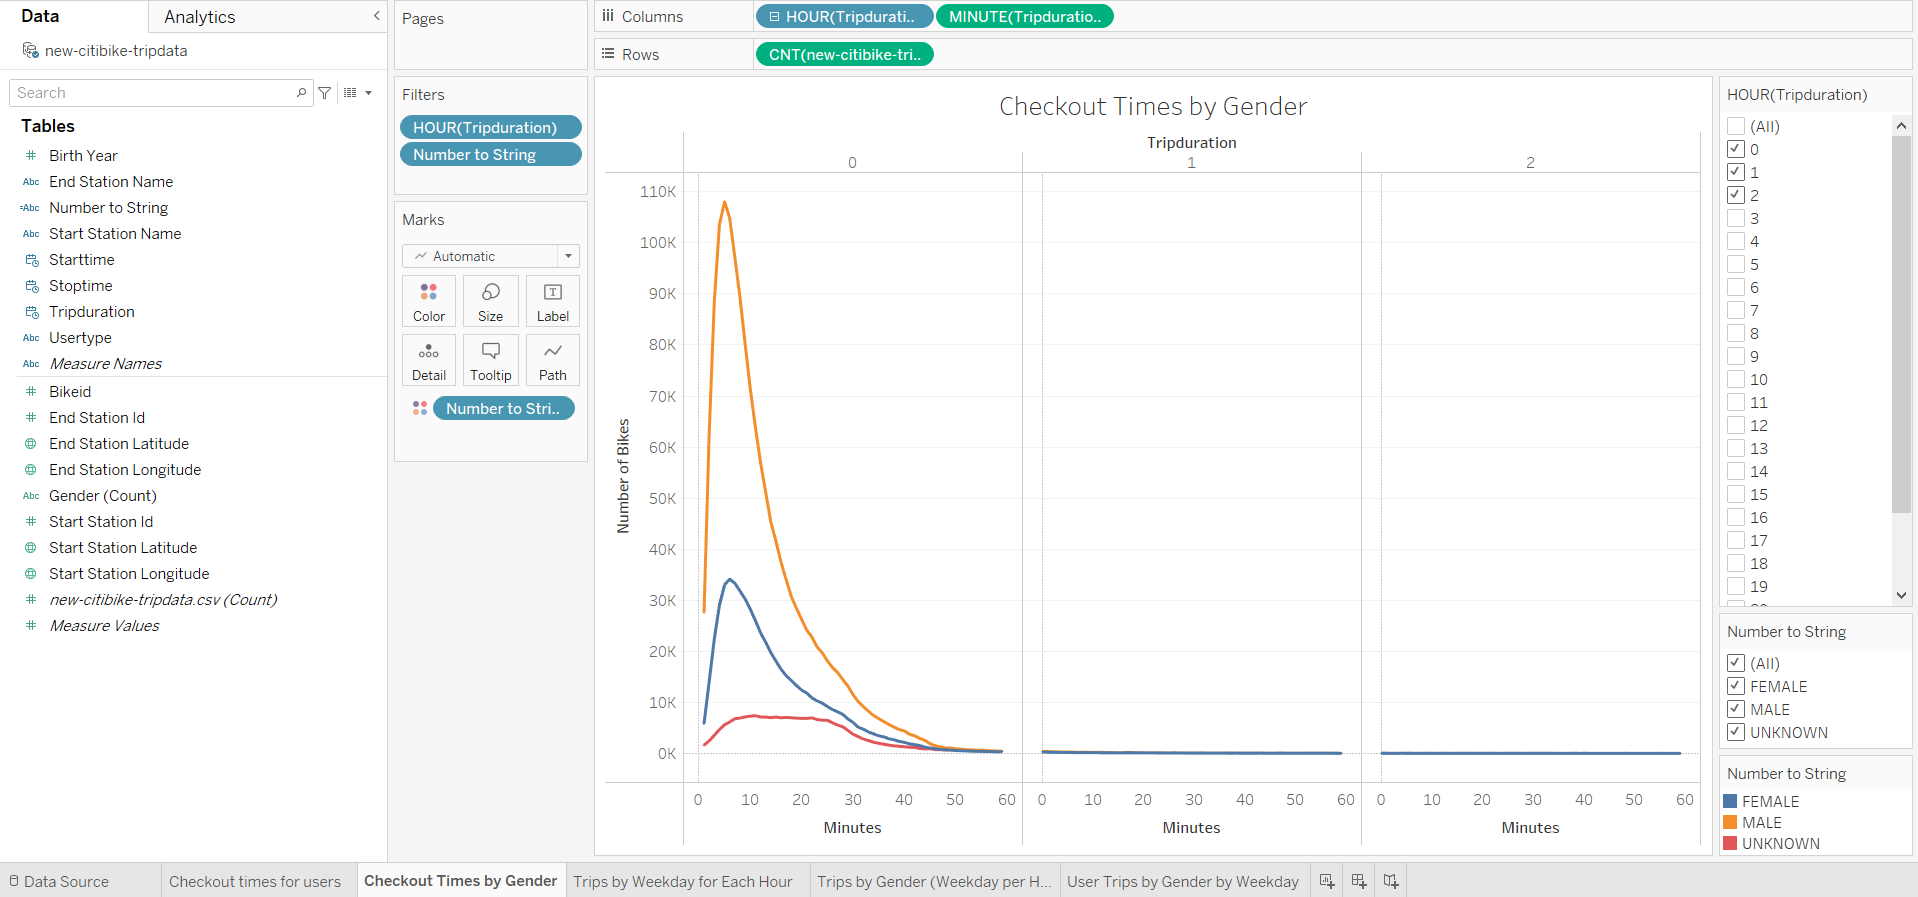 Data
Analytics
new-citibike-tripdata
Search
Tables
# Birth Year
Abc End Station Name
=Abc Number to String
Abc Start Station Name
Starttime
Stoptime
Tripduration
Abc Usertype
Abc Measure Names
# Bikeid
# End Station Id
End Station Latitude
End Station Longitude
Abc Gender (Count)
# Start Station Id
Start Station Latitude
Start Station Longitude
# new-citibike-tripdata.csv (Count)
# Measure Values
Pages
Filters
HOUR(Tripduration)
Number to String
Marks
Automatic
Color Size Label
Detail Tooltip Path
Number to Stri..
Columns HOUR(Tripdurati.. MINUTE(Tripduratio..
Rows CNT(new-citibike-tri..
Checkout Times by Gender
Tripduration
0 1 2
Number of Bikes
110K
100K
90K
80K
70K
60K
50K
40K
30K
20K
10K
0K
0 10 20 30 40 50 60 0 10 20 30 40 50 60 0 10 20 30 40 50 60
Minutes Minutes Minutes
HOUR(Tripduration)
(All)
0
1
2
3
4
5
6
7
8
9
10
11
12
13
14
15
16
17
18
19
Number to String
(All)
FEMALE
MALE
UNKNOWN
Number to String
FEMALE
MALE
UNKNOWN
Data Source Checkout times for users Checkout Times by Gender Trips by Weekday for Each Hour Trips by Gender (Weekday per H... User Trips by Gender by Weekday